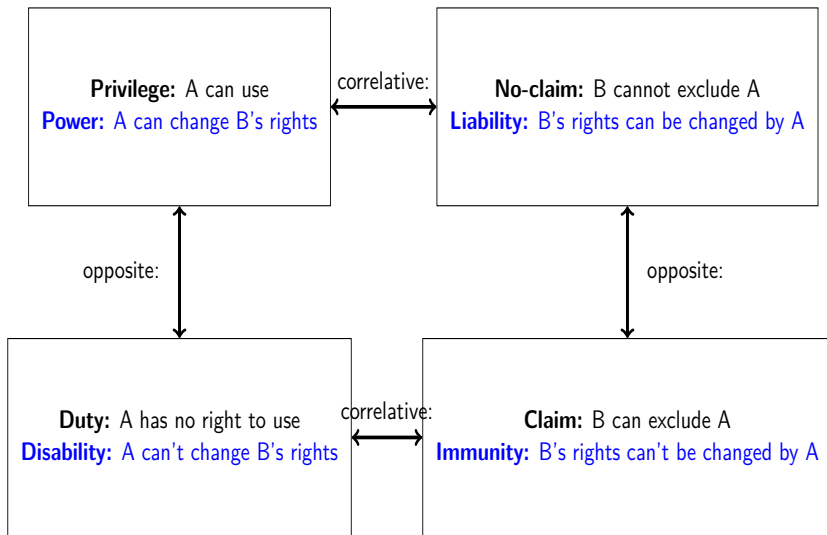 Privilege: A can use
Power: A can change B's rights
correlative:
No-claim: B cannot exclude A
Liability: B's rights can be changed by A
opposite:
opposite:
Duty: A has no right to use
Disability: A can't change B's rights
correlative:
Claim: B can exclude A
Immunity: B's rights can't be changed by A